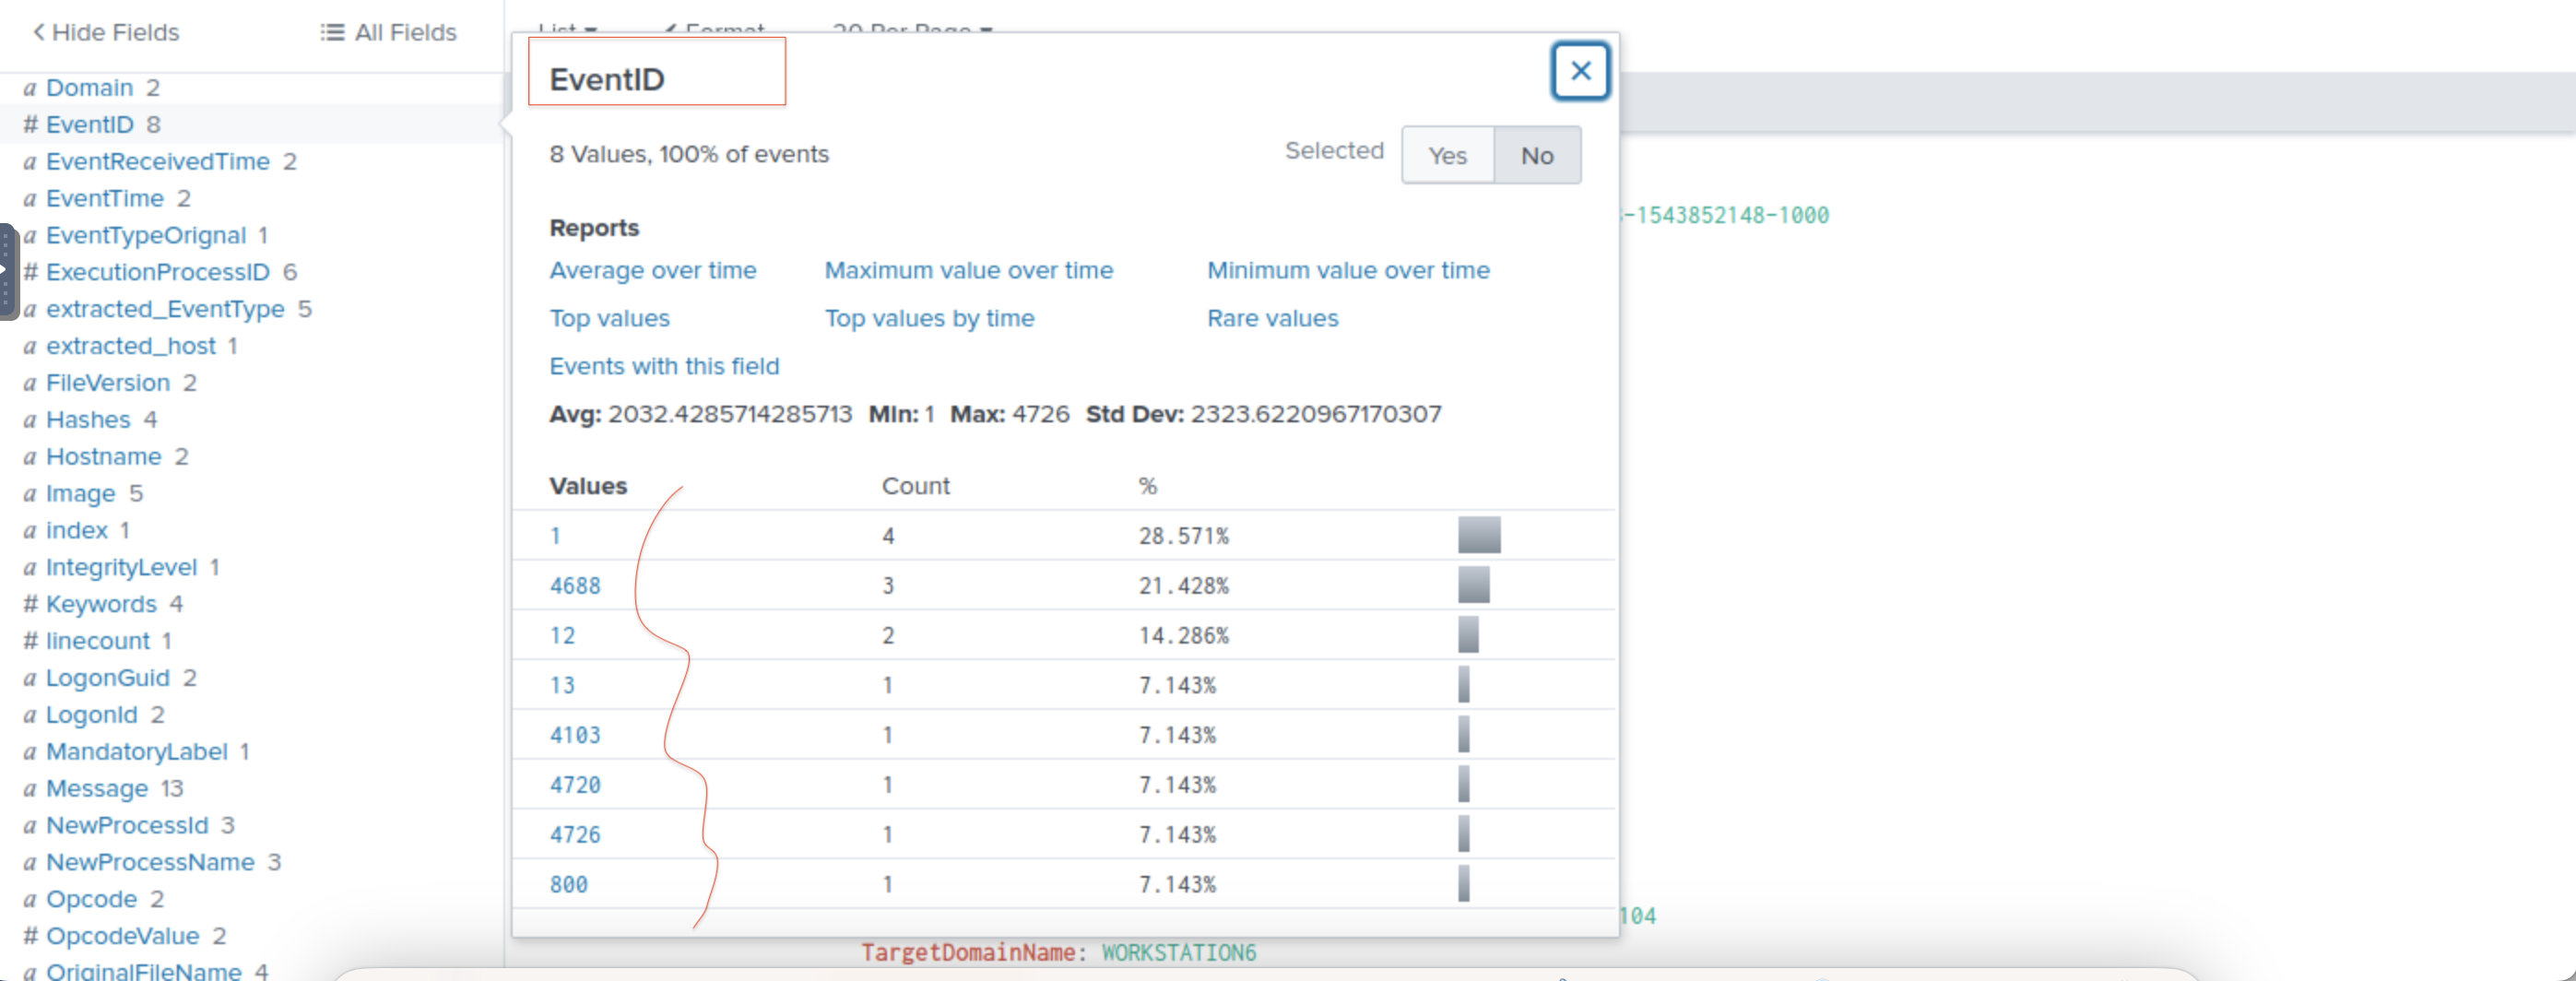 Hide Fields All Fields List Format 20 Per Page
a Domain 2
# EventID 8
a EventReceivedTime 2
a EventTime 2
a EventTypeOrignal 1
# ExecutionProcessID 6
a extracted_EventType 5
a extracted_host 1
a FileVersion 2
a Hashes 4
a Hostname 2
a Image 5
a index 1
a IntegrityLevel 1
# Keywords 4
# linecount 1
a LogonGuid 2
a LogonId 2
a MandatoryLabel 1
a Message 13
a NewProcessId 3
a NewProcessName 3
a Opcode 2
# OpcodeValue 2
a OriginalFileName 4
EventID
8 Values, 100% of events Selected Yes No
Reports
Average over time Maximum value over time Minimum value over time
Top values Top values by time Rare values
Events with this field
Avg: 2032.4285714285713 Min: 1 Max: 4726 Std Dev: 2323.6220967170307
Values Count %
1 4 28.571%
4688 3 21.428%
12 2 14.286%
13 1 7.143%
4103 1 7.143%
4720 1 7.143%
4726 1 7.143%
800 1 7.143%
-1543852148-1000
104
TargetDomainName: WORKSTATION6